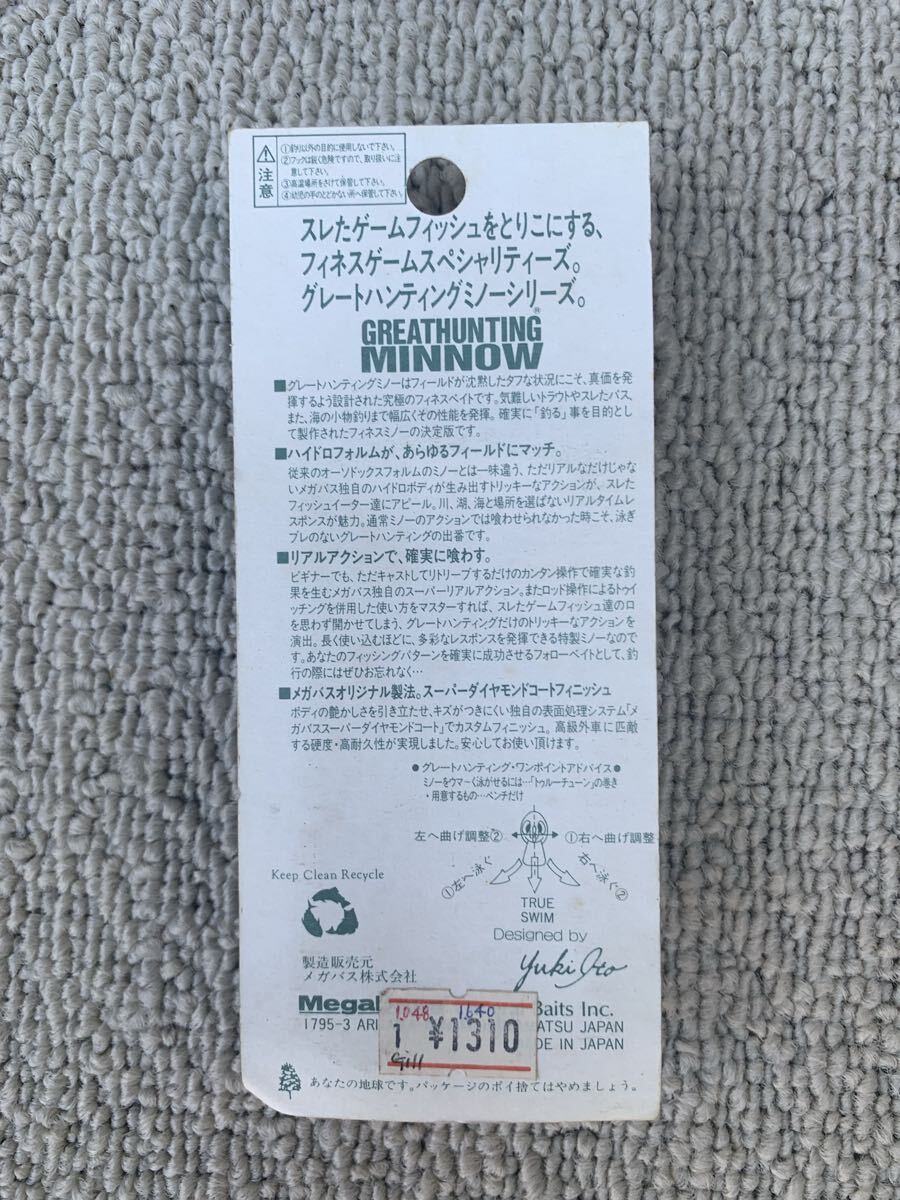 注意
①釣り以外の目的に使用しないで下さい。
②フックは鋭く危険ですので、取り扱いに注
意して下さい。
③高温場所をさけて保管して下さい。
④幼児の手のとどかない所へ保管して下さい。
スレたゲームフィッシュをとりこにする、
フィネスゲームスペシャリティーズ。
グレートハンティングミノーシリーズ。
GREATHUNTING®
MINNOW
■グレートハンティングミノーはフィールドが沈黙したタフな状況にこそ、真価を発
揮するよう設計された究極のフィネスベイトです。気難しいトラウトやスレたバス、
また、海の小物釣りまで幅広くその性能を発揮。確実に「釣る」事を目的とし
て製作されたフィネスミノーの決定版です。
■ハイドロフォルムが、あらゆるフィールドにマッチ。
従来のオーソドックスフォルムのミノーとは一味違う、ただリアルなだけじゃな
いメガバス独自のハイドロボディが生み出すトリッキーなアクションが、スレた
フィッシュイーター達にアピール。川、湖、海と場所を選ばないリアルタイムレ
スポンスが魅力。通常ミノーのアクションでは喰わせられなかった時こそ、泳ぎ
ブレのないグレートハンティングの出番です。
■リアルアクションで、確実に喰わす。
ビギナーでも、ただキャストしてリトリーブするだけのカンタン操作で確実な釣
果を生むメガバス独自のスーパーリアルアクション。またロッド操作によるトゥイ
ッチングを併用した使い方をマスターすれば、スレたゲームフィッシュ達の口
を思わず開かせてしまう、グレートハンティングだけのトリッキーなアクションを
演出。長く使い込むほどに、多彩なレスポンスを発揮できる特製ミノーなので
す。あなたのフィッシングパターンを確実に成功させるフォローベイトとして、釣
行の際にはぜひお忘れなく…
■メガバスオリジナル製法。スーパーダイヤモンドコートフィニッシュ
ボディの艶かしさを引き立たせ、キズがつきにくい独自の表面処理システム「メ
ガバススーパーダイヤモンドコート」でカスタムフィニッシュ。高級外車に匹敵
する硬度・高耐久性が実現しました。安心してお使い頂けます。
●グレートハンティング・ワンポイントアドバイス●
ミノーをウマ〜く泳がせるには…「トゥルーチューン」の巻き
・用意するもの…ペンチだけ
左へ曲げ調整②
①右へ曲げ調整
①左へ泳ぐ
右へ泳ぐ②
TRUE
SWIM
Keep Clean Recycle
Designed by
Yuki Ito
製造販売元
メガバス株式会社
Megab
Baits Inc.
1795-3 ARI
ATSU JAPAN
DE IN JAPAN
1,048
1640
1 ¥1310
Gill
あなたの地球です。パッケージのポイ捨てはやめましょう。